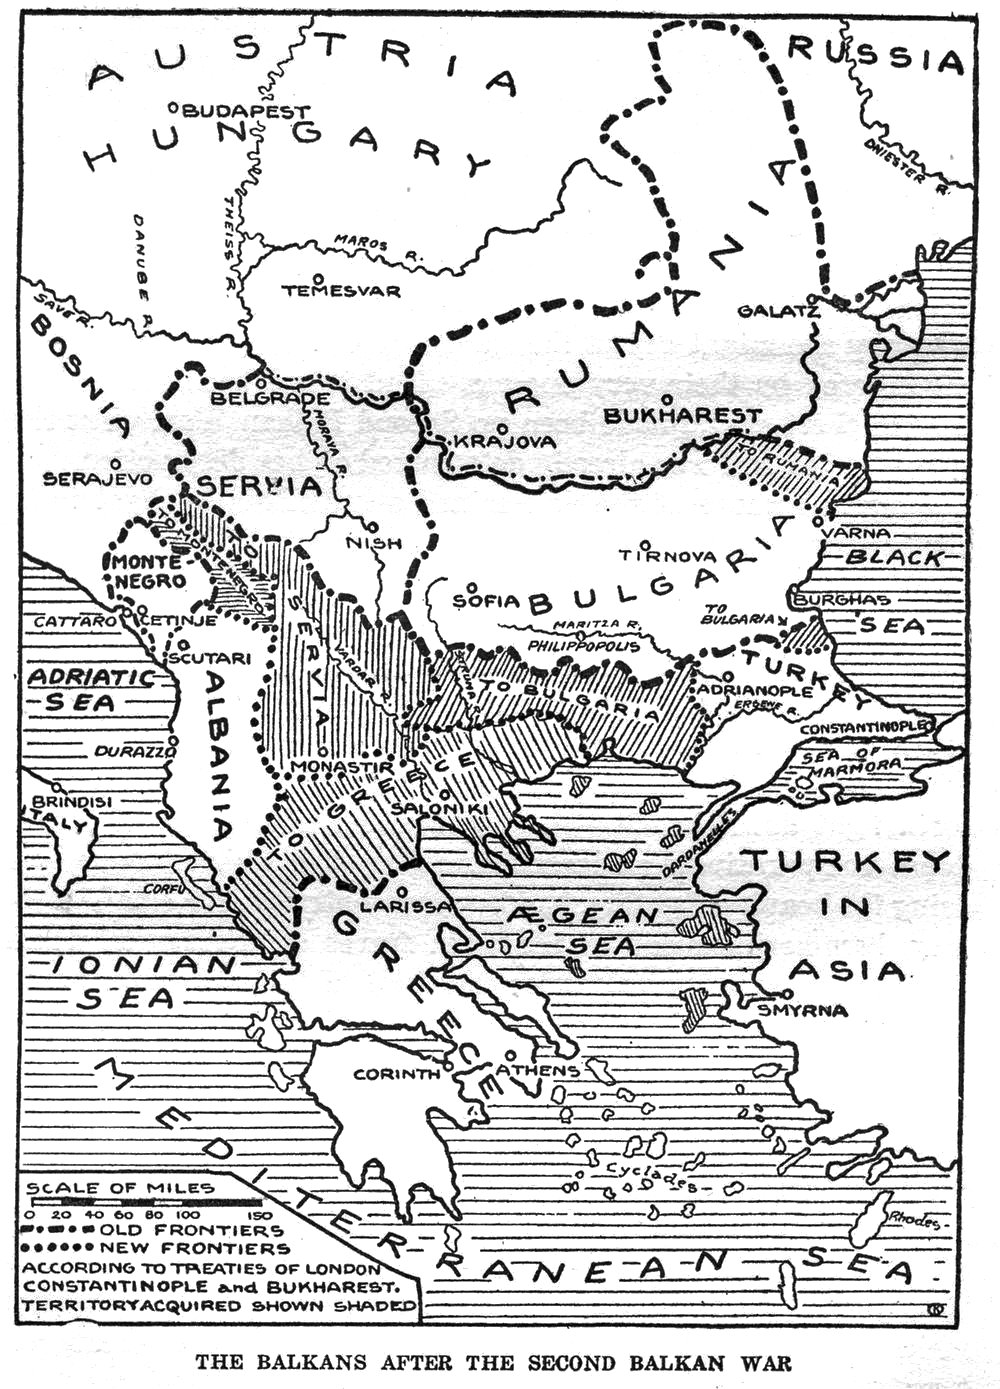 AUSTRIA
HUNGARY
RUSSIA
BUDAPEST
DNIESTER R.
DANUBE R.
THEISS R.
MAROS R.
TEMESVAR
SAVE R.
BOSNIA
RUMANIA
GALATZ
BELGRADE
MORAVA R.
KRAJOVA
BUKHAREST
TO RUMANIA
SERAJEVO
SERVIA
NISH
VARNA
BLACK
SEA
TIRNOVA
BULGARIA
SOFIA
BURGHAS
TO
BULGARIA
MARITZA R.
PHILIPPOPOLIS
MONTE-
NEGRO
TO MONTENEGRO
TO SERVIA
VARDAR R.
STRUMA R.
TO BULGARIA
TURKEY
ADRIANOPLE
ERGENE R.
CONSTANTINOPLE
SEA OF
MARMORA
CATTARO
CETINJE
SCUTARI
ADRIATIC
SEA
ALBANIA
DURAZZO
MONASTIR
TO GREECE
SALONIKI
BRINDISI
ITALY
CORFU
DARDANELLES
TURKEY
IN
ASIA
LARISSA
GREECE
ÆGEAN
SEA
IONIAN
SEA
SMYRNA
CORINTH
ATHENS
Cyclades
Rhodes
MEDITERRANEAN SEA
SCALE OF MILES
0 20 40 60 80 100 150
OLD FRONTIERS
NEW FRONTIERS
ACCORDING TO TREATIES OF LONDON
CONSTANTINOPLE and BUKHAREST.
TERRITORY ACQUIRED SHOWN SHADED
THE BALKANS AFTER THE SECOND BALKAN WAR